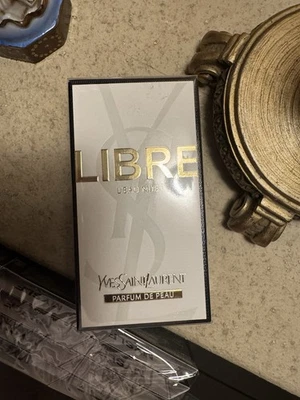 LIBRE
YVESSAINTLAURENT
PARFUM DE PEAU